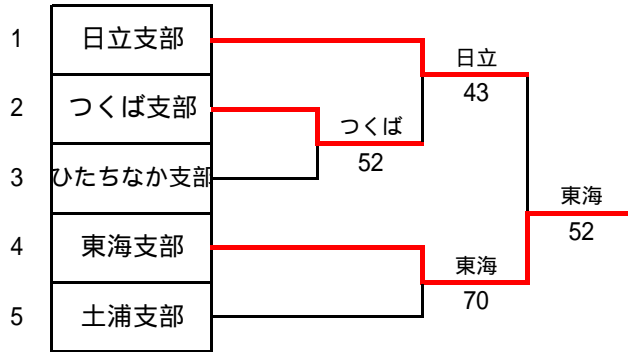 1 日立支部
2 つくば支部
3 ひたちなか支部
4 東海支部
5 土浦支部
つくば
52
日立
43
東海
70
東海
52